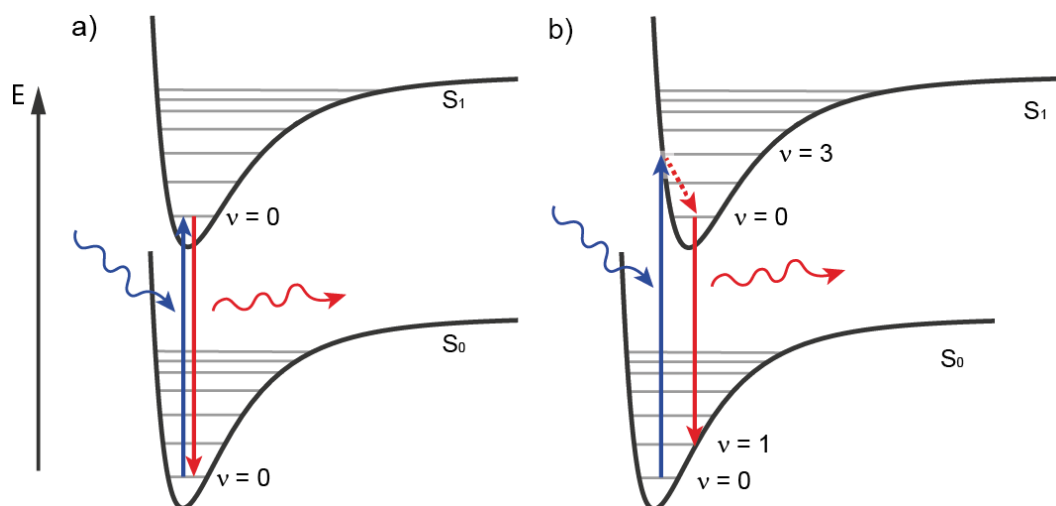 a)
E
S₁
ν = 0
S₀
ν = 0
b)
S₁
ν = 3
ν = 0
S₀
ν = 1
ν = 0